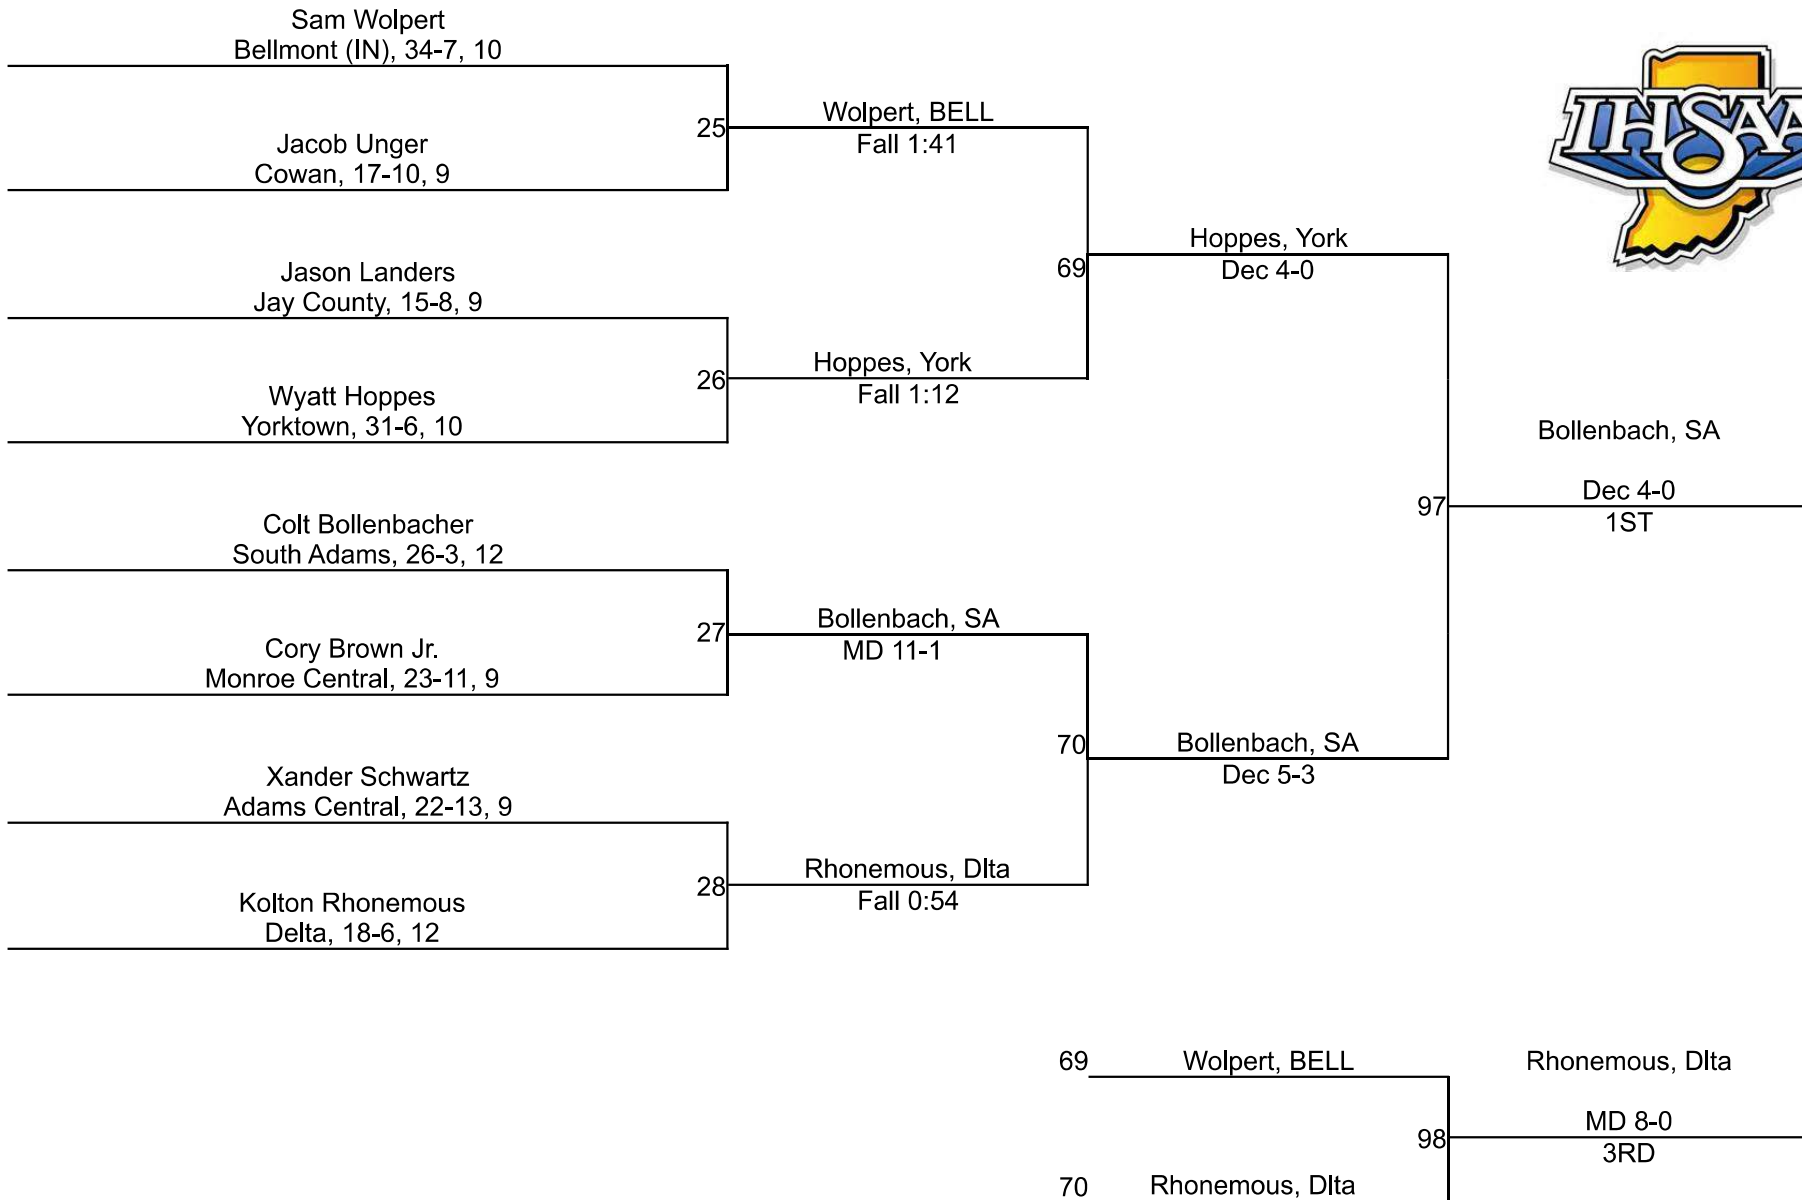 Sam Wolpert
Bellmont (IN), 34-7, 10
Jacob Unger
Cowan, 17-10, 9
25
Wolpert, BELL
Fall 1:41
Jason Landers
Jay County, 15-8, 9
Wyatt Hoppes
Yorktown, 31-6, 10
26
Hoppes, York
Fall 1:12
69
Hoppes, York
Dec 4-0
Colt Bollenbacher
South Adams, 26-3, 12
Cory Brown Jr.
Monroe Central, 23-11, 9
27
Bollenbach, SA
MD 11-1
Xander Schwartz
Adams Central, 22-13, 9
Kolton Rhonemous
Delta, 18-6, 12
28
Rhonemous, Dlta
Fall 0:54
70
Bollenbach, SA
Dec 5-3
97
Bollenbach, SA
Dec 4-0
1ST
IHSAA
69
Wolpert, BELL
70
Rhonemous, Dlta
98
Rhonemous, Dlta
MD 8-0
3RD